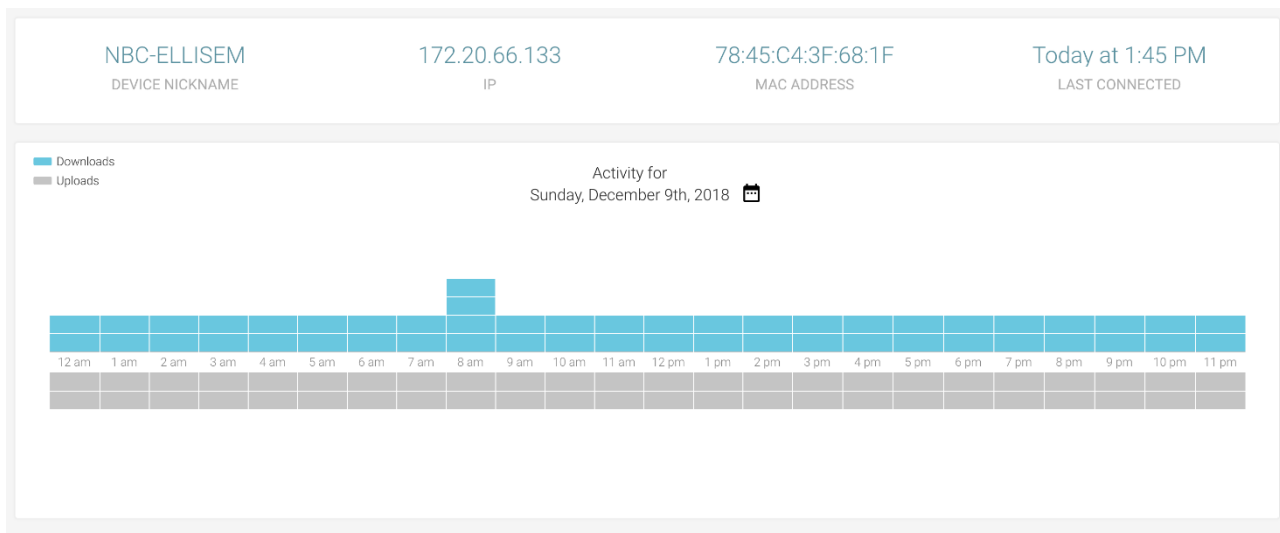 NBC-ELLISEM
DEVICE NICKNAME
172.20.66.133
IP
78:45:C4:3F:68:1F
MAC ADDRESS
Today at 1:45 PM
LAST CONNECTED
Downloads
Uploads
Activity for
Sunday, December 9th, 2018
12 am 1 am 2 am 3 am 4 am 5 am 6 am 7 am 8 am 9 am 10 am 11 am 12 pm 1 pm 2 pm 3 pm 4 pm 5 pm 6 pm 7 pm 8 pm 9 pm 10 pm 11 pm